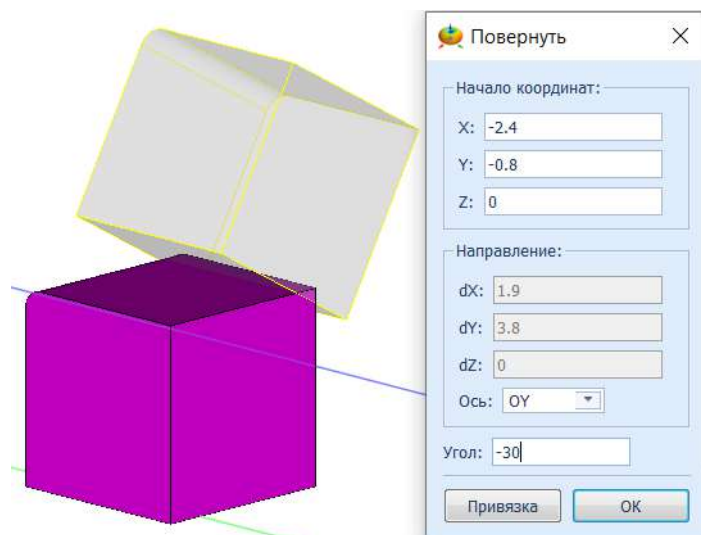 Повернуть
Начало координат:
X: -2.4
Y: -0.8
Z: 0
Направление:
dX: 1.9
dY: 3.8
dZ: 0
Ось: OY
Угол: -30
Привязка
OK